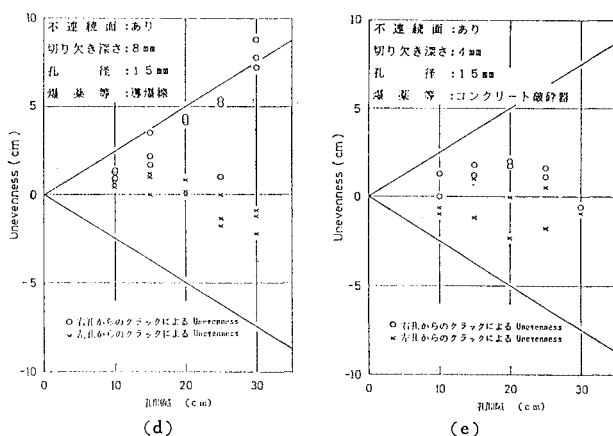 不連続面：あり
切り欠き深さ：8mm
孔 径：15mm
爆薬等：導爆線
10
5
0
-5
-10
Unevenness (cm)
○ 右孔からのクラックによる Unevenness
× 左孔からのクラックによる Unevenness
0 10 20 30
孔間隔 (cm)
(d)
不連続面：あり
切り欠き深さ：4mm
孔 径：15mm
爆薬等：コンクリート破砕器
10
5
0
-5
-10
Unevenness (cm)
○ 右孔からのクラックによる Unevenness
× 左孔からのクラックによる Unevenness
0 10 20 30
孔間隔 (cm)
(e)